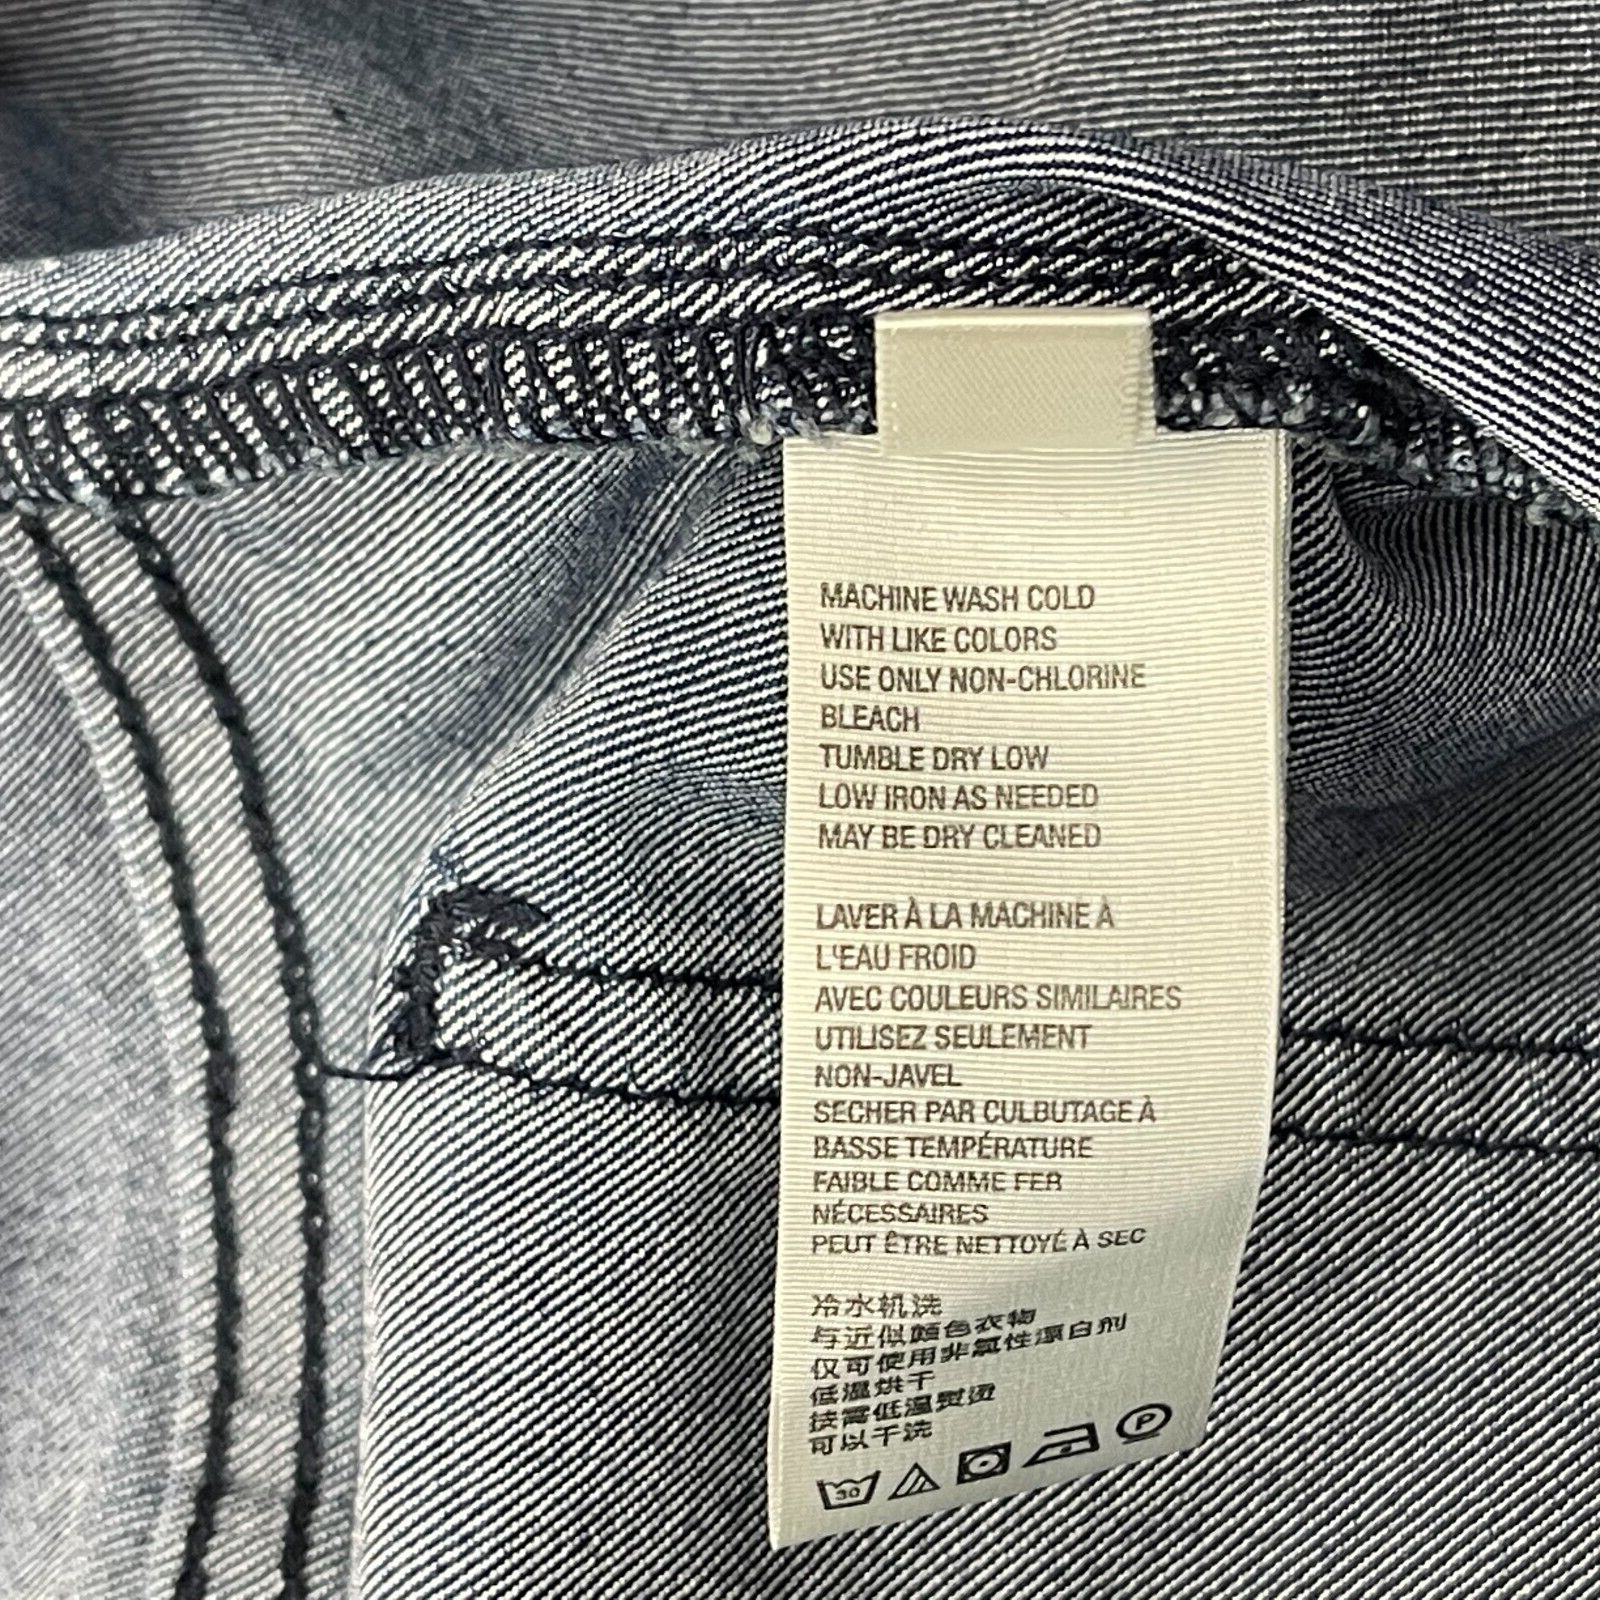 MACHINE WASH COLD
WITH LIKE COLORS
USE ONLY NON-CHLORINE
BLEACH
TUMBLE DRY LOW
LOW IRON AS NEEDED
MAY BE DRY CLEANED
LAVER À LA MACHINE À
L'EAU FROID
AVEC COULEURS SIMILAIRES
UTILISEZ SEULEMENT
NON-JAVEL
SECHER PAR CULBUTAGE À
BASSE TEMPÉRATURE
FAIBLE COMME FER
NÉCESSAIRES
PEUT ÊTRE NETTOYÉ À SEC
冷水机洗
与近似顏色衣物
仅可使用非氯性漂白剂
低温烘干
按需低温熨烫
可以干洗
30 P